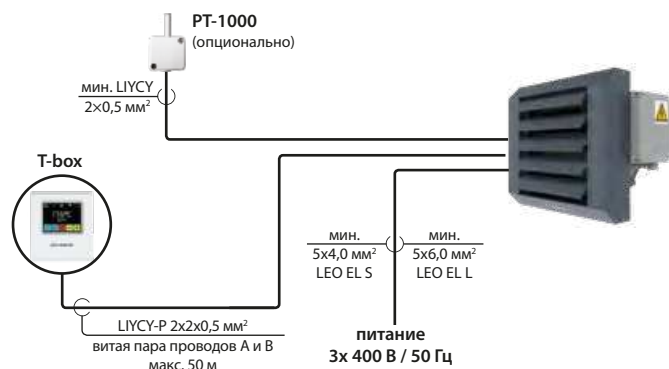 PT-1000
(опционально)
мин. LIYCY
2×0,5 мм²
T-box
мин.
5x4,0 мм²
LEO EL S
мин.
5x6,0 мм²
LEO EL L
LIYCY-P 2x2x0,5 мм²
витая пара проводов А и В
макс. 50 м
питание
3x 400 В / 50 Гц